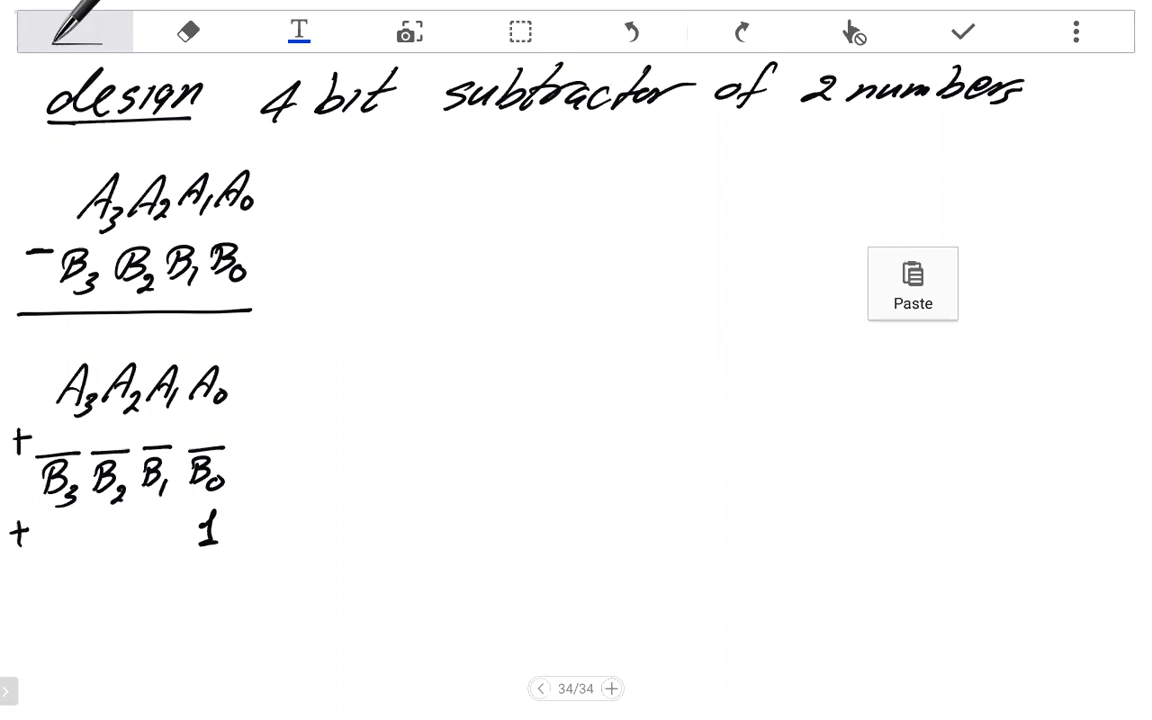 T
design 4 bit subtractor of 2 numbers
A₃ A₂ A₁ A₀
- B₃ B₂ B₁ B₀
Paste
A₃ A₂ A₁ A₀
+ B̅₃ B̅₂ B̅₁ B̅₀
+ 1
34/34